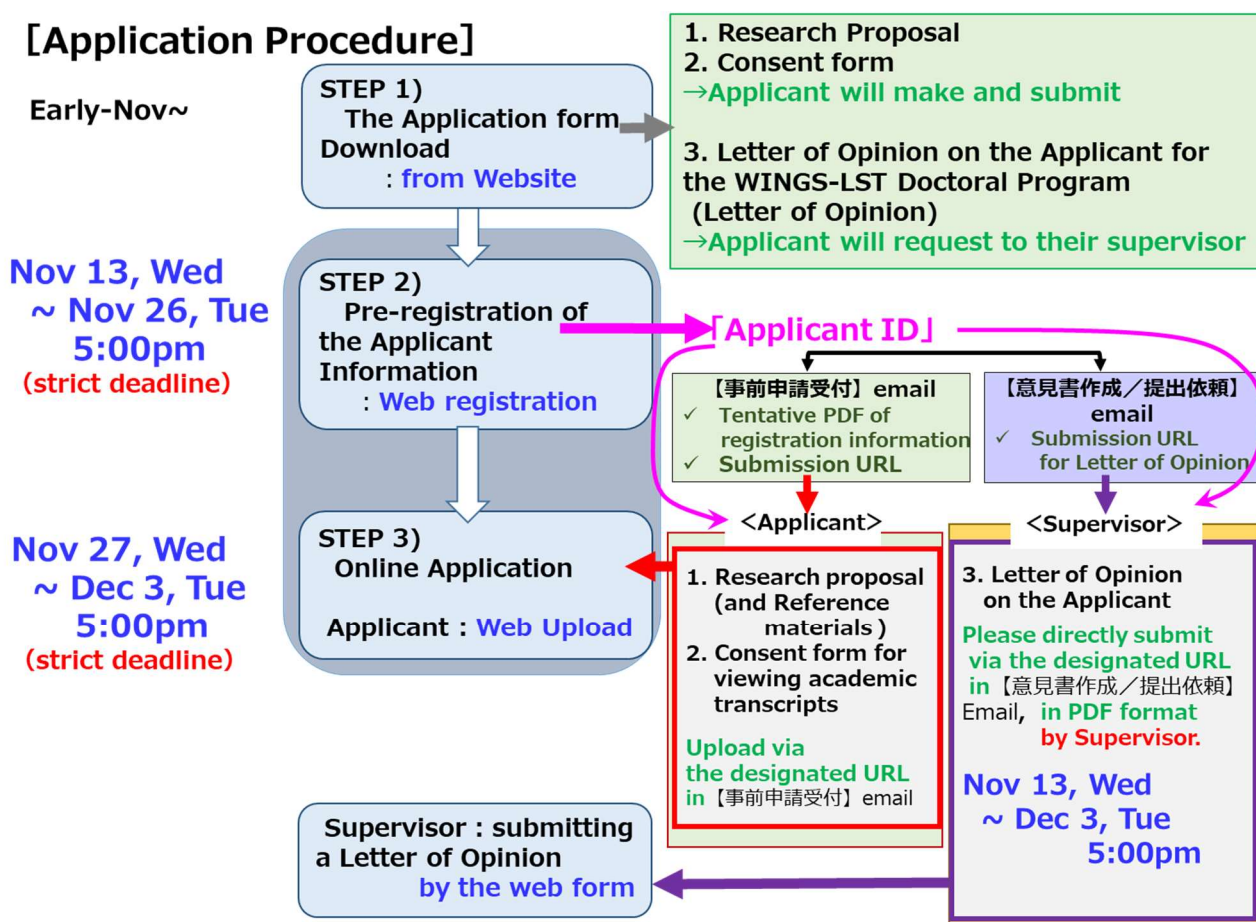 [Application Procedure]
Early-Nov~
STEP 1)
The Application form
Download
: from Website
1. Research Proposal
2. Consent form
→Applicant will make and submit
3. Letter of Opinion on the Applicant for
the WINGS-LST Doctoral Program
(Letter of Opinion)
→Applicant will request to their supervisor
Nov 13, Wed
~ Nov 26, Tue
5:00pm
(strict deadline)
STEP 2)
Pre-registration of
the Applicant
Information
: Web registration
「Applicant ID」
【事前申請受付】email
✓ Tentative PDF of
registration information
✓ Submission URL
【意見書作成／提出依頼】
email
✓ Submission URL
for Letter of Opinion
Nov 27, Wed
~ Dec 3, Tue
5:00pm
(strict deadline)
STEP 3)
Online Application
Applicant : Web Upload
<Applicant>
1. Research proposal
(and Reference
materials )
2. Consent form for
viewing academic
transcripts
Upload via
the designated URL
in【事前申請受付】email
<Supervisor>
3. Letter of Opinion
on the Applicant
Please directly submit
via the designated URL
in【意見書作成／提出依頼】
Email, in PDF format
by Supervisor.
Nov 13, Wed
~ Dec 3, Tue
5:00pm
Supervisor : submitting
a Letter of Opinion
by the web form